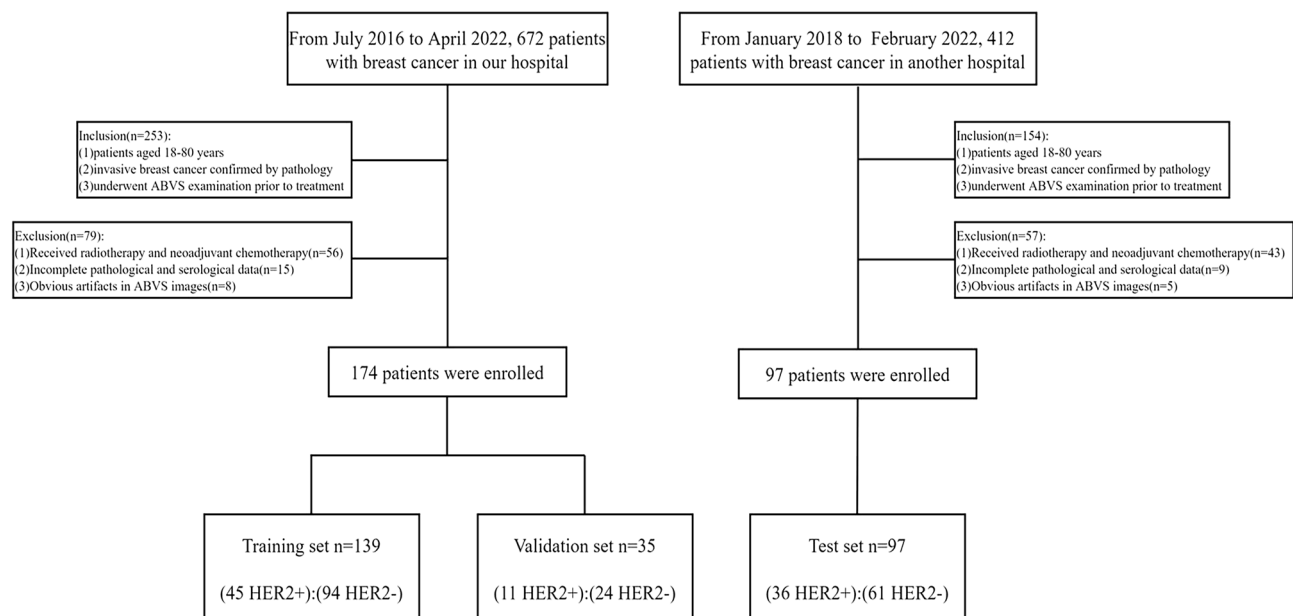 From July 2016 to April 2022, 672 patients
with breast cancer in our hospital
From January 2018 to February 2022, 412
patients with breast cancer in another hospital
Inclusion(n=253):
(1)patients aged 18-80 years
(2)invasive breast cancer confirmed by pathology
(3)underwent ABVS examination prior to treatment
Inclusion(n=154):
(1)patients aged 18-80 years
(2)invasive breast cancer confirmed by pathology
(3)underwent ABVS examination prior to treatment
Exclusion(n=79):
(1)Received radiotherapy and neoadjuvant chemotherapy(n=56)
(2)Incomplete pathological and serological data(n=15)
(3)Obvious artifacts in ABVS images(n=8)
Exclusion(n=57):
(1)Received radiotherapy and neoadjuvant chemotherapy(n=43)
(2)Incomplete pathological and serological data(n=9)
(3)Obvious artifacts in ABVS images(n=5)
174 patients were enrolled
97 patients were enrolled
Training set n=139
(45 HER2+):(94 HER2-)
Validation set n=35
(11 HER2+):(24 HER2-)
Test set n=97
(36 HER2+):(61 HER2-)